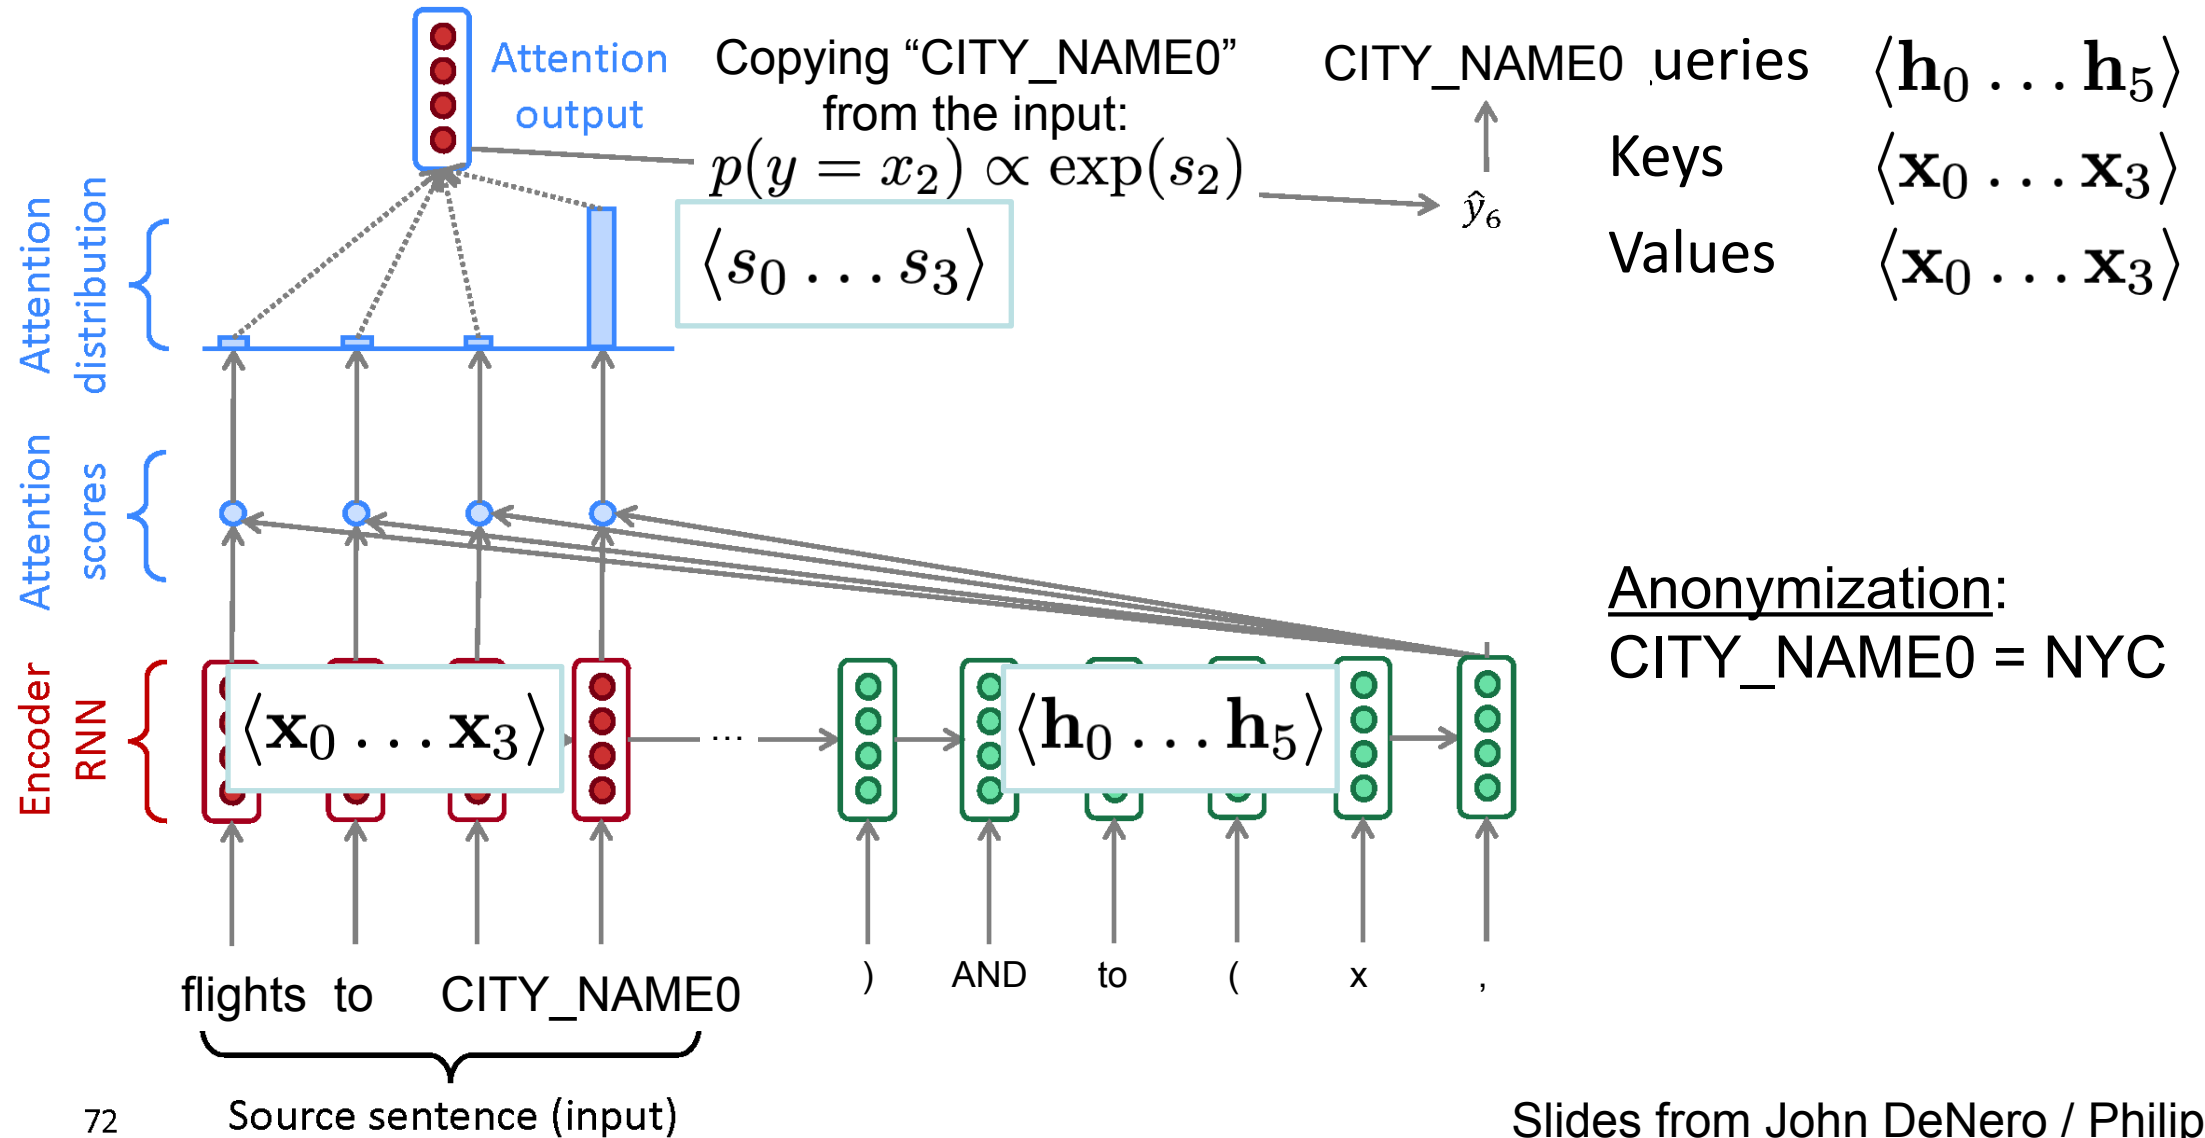 Attention
output
Copying “CITY_NAME0”
from the input:
p(y = x₂) ∝ exp(s₂)
⟨s₀ . . . s₃⟩
CITY_NAME0
ŷ₆
ueries ⟨h₀ . . . h₅⟩
Keys ⟨x₀ . . . x₃⟩
Values ⟨x₀ . . . x₃⟩
Attention
distribution
Attention
scores
Encoder
RNN
⟨x₀ . . . x₃⟩
...
⟨h₀ . . . h₅⟩
Anonymization:
CITY_NAME0 = NYC
flights to CITY_NAME0
) AND to ( x ,
Source sentence (input)
72
Slides from John DeNero / Philip